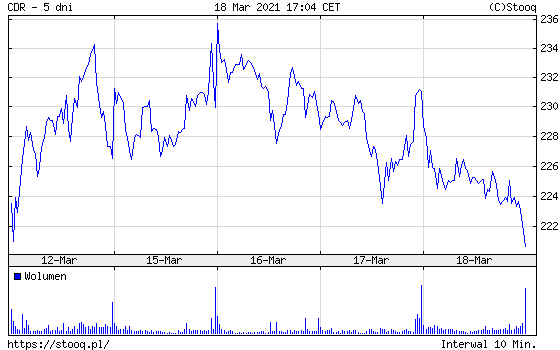 CDR - 5 dni 18 Mar 2021 17:04 CET (C)Stooq
236
234
232
230
228
226
224
222
12-Mar 15-Mar 16-Mar 17-Mar 18-Mar
Wolumen
https://stooq.pl/ Interwal 10 Min.